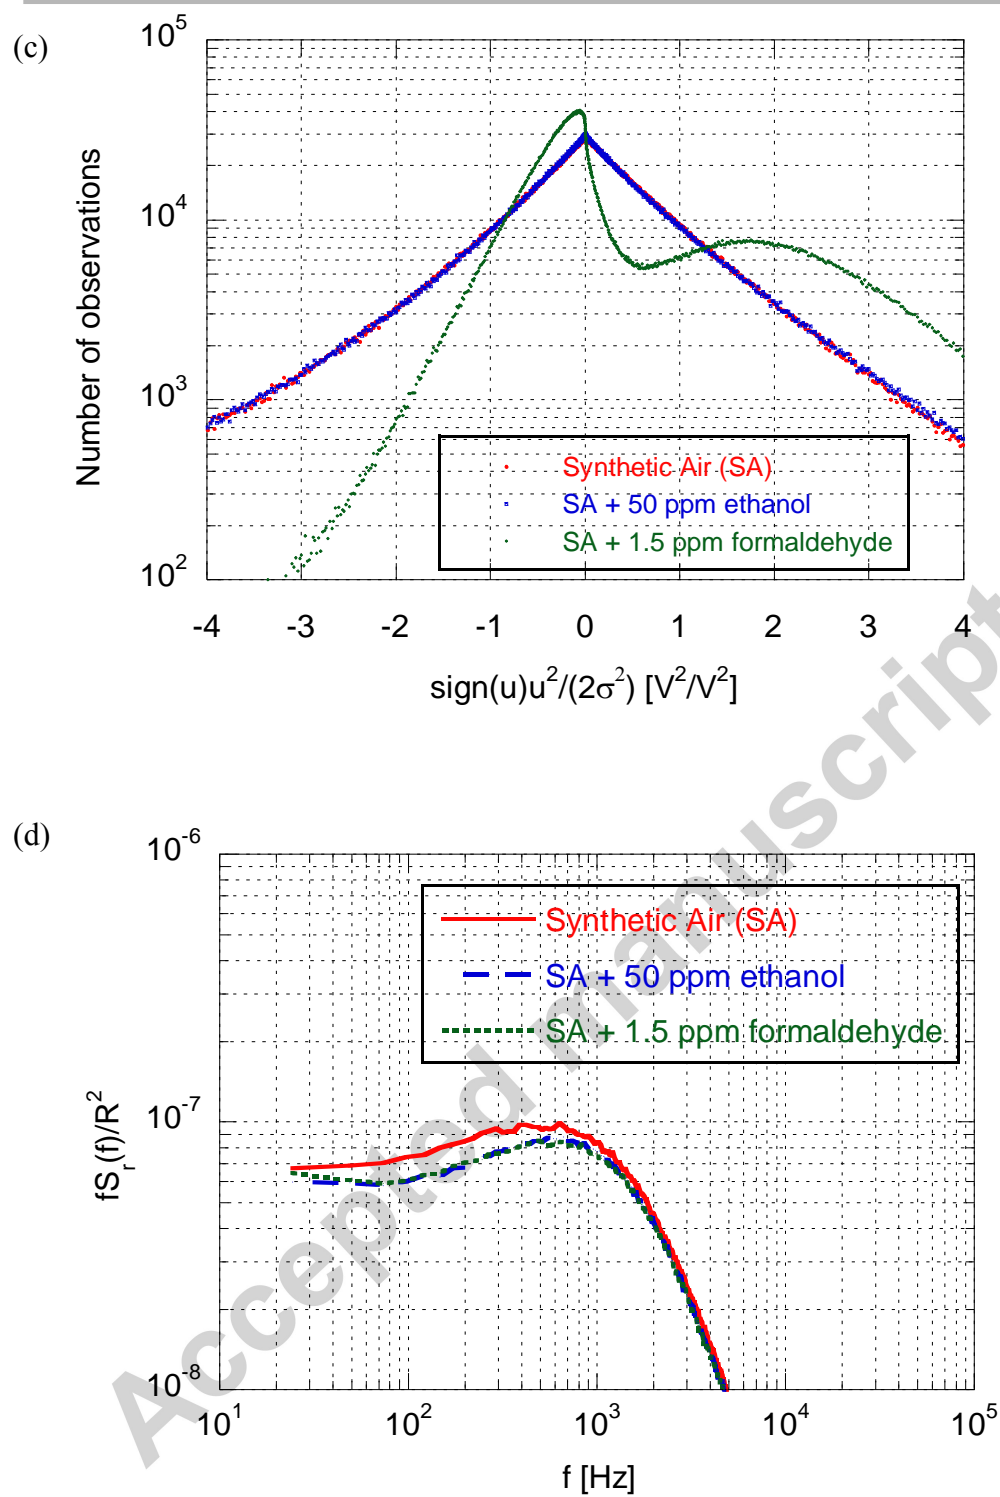 (c)
10^5
10^4
10^3
10^2
Number of observations
Synthetic Air (SA)
SA + 50 ppm ethanol
SA + 1.5 ppm formaldehyde
-4 -3 -2 -1 0 1 2 3 4
sign(u)u^2/(2σ^2) [V^2/V^2]
(d)
10^-6
10^-7
10^-8
fS_r(f)/R^2
Synthetic Air (SA)
SA + 50 ppm ethanol
SA + 1.5 ppm formaldehyde
10^1 10^2 10^3 10^4 10^5
f [Hz]
Accepted manuscript